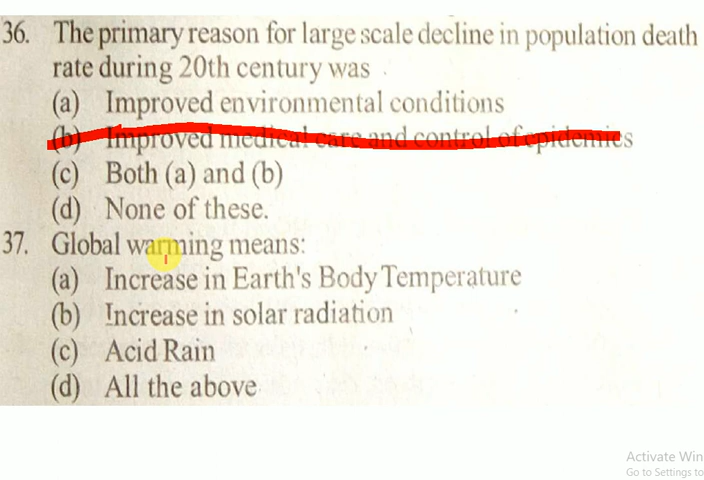 36. The primary reason for large scale decline in population death
rate during 20th century was
(a) Improved environmental conditions
(b) Improved medical care and control of epidemics
(c) Both (a) and (b)
(d) None of these.
37. Global warming means:
(a) Increase in Earth's Body Temperature
(b) Increase in solar radiation
(c) Acid Rain
(d) All the above
Activate Win
Go to Settings to